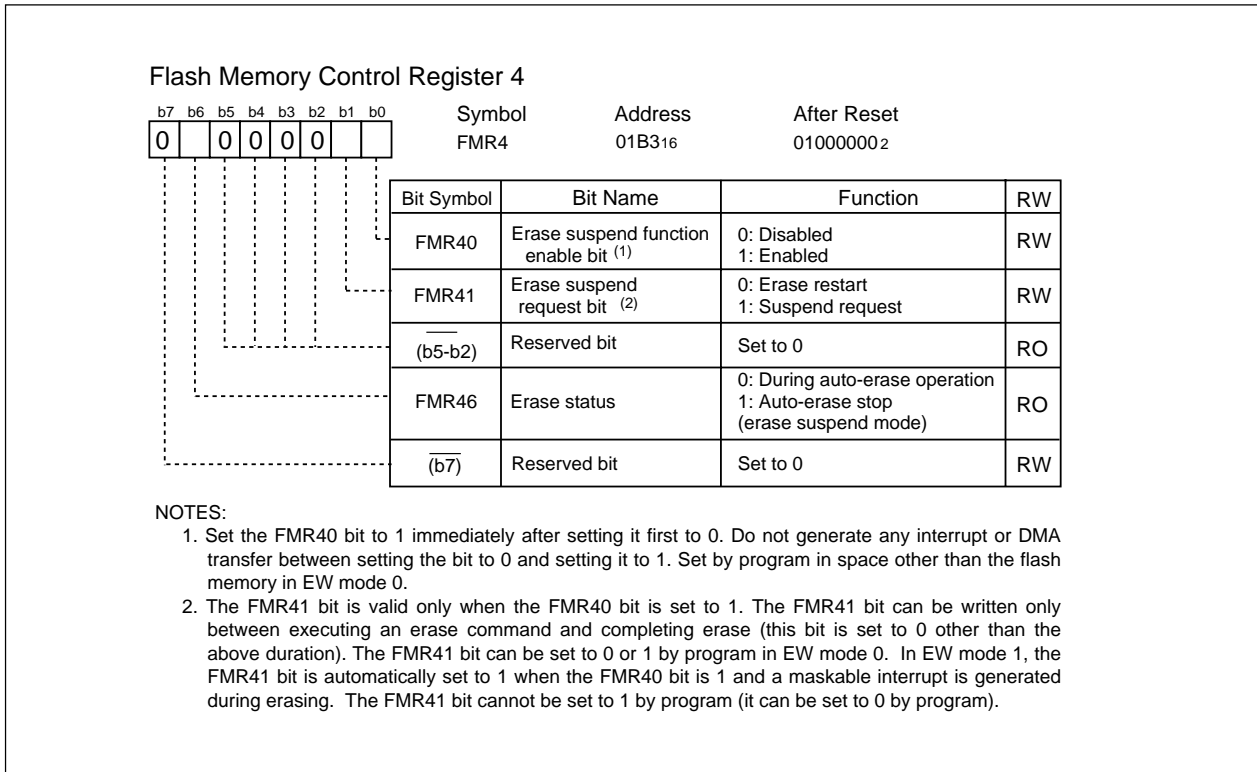 Flash Memory Control Register 4
b7 b6 b5 b4 b3 b2 b1 b0
0 0 0 0 0
Symbol Address After Reset
FMR4 01B316 010000002
Bit Symbol Bit Name Function RW
FMR40 Erase suspend function enable bit (1) 0: Disabled RW
1: Enabled
FMR41 Erase suspend request bit (2) 0: Erase restart RW
1: Suspend request
(b5-b2) Reserved bit Set to 0 RO
FMR46 Erase status 0: During auto-erase operation RO
1: Auto-erase stop
(erase suspend mode)
(b7) Reserved bit Set to 0 RW
NOTES:
1. Set the FMR40 bit to 1 immediately after setting it first to 0. Do not generate any interrupt or DMA
transfer between setting the bit to 0 and setting it to 1. Set by program in space other than the flash
memory in EW mode 0.
2. The FMR41 bit is valid only when the FMR40 bit is set to 1. The FMR41 bit can be written only
between executing an erase command and completing erase (this bit is set to 0 other than the
above duration). The FMR41 bit can be set to 0 or 1 by program in EW mode 0. In EW mode 1, the
FMR41 bit is automatically set to 1 when the FMR40 bit is 1 and a maskable interrupt is generated
during erasing. The FMR41 bit cannot be set to 1 by program (it can be set to 0 by program).